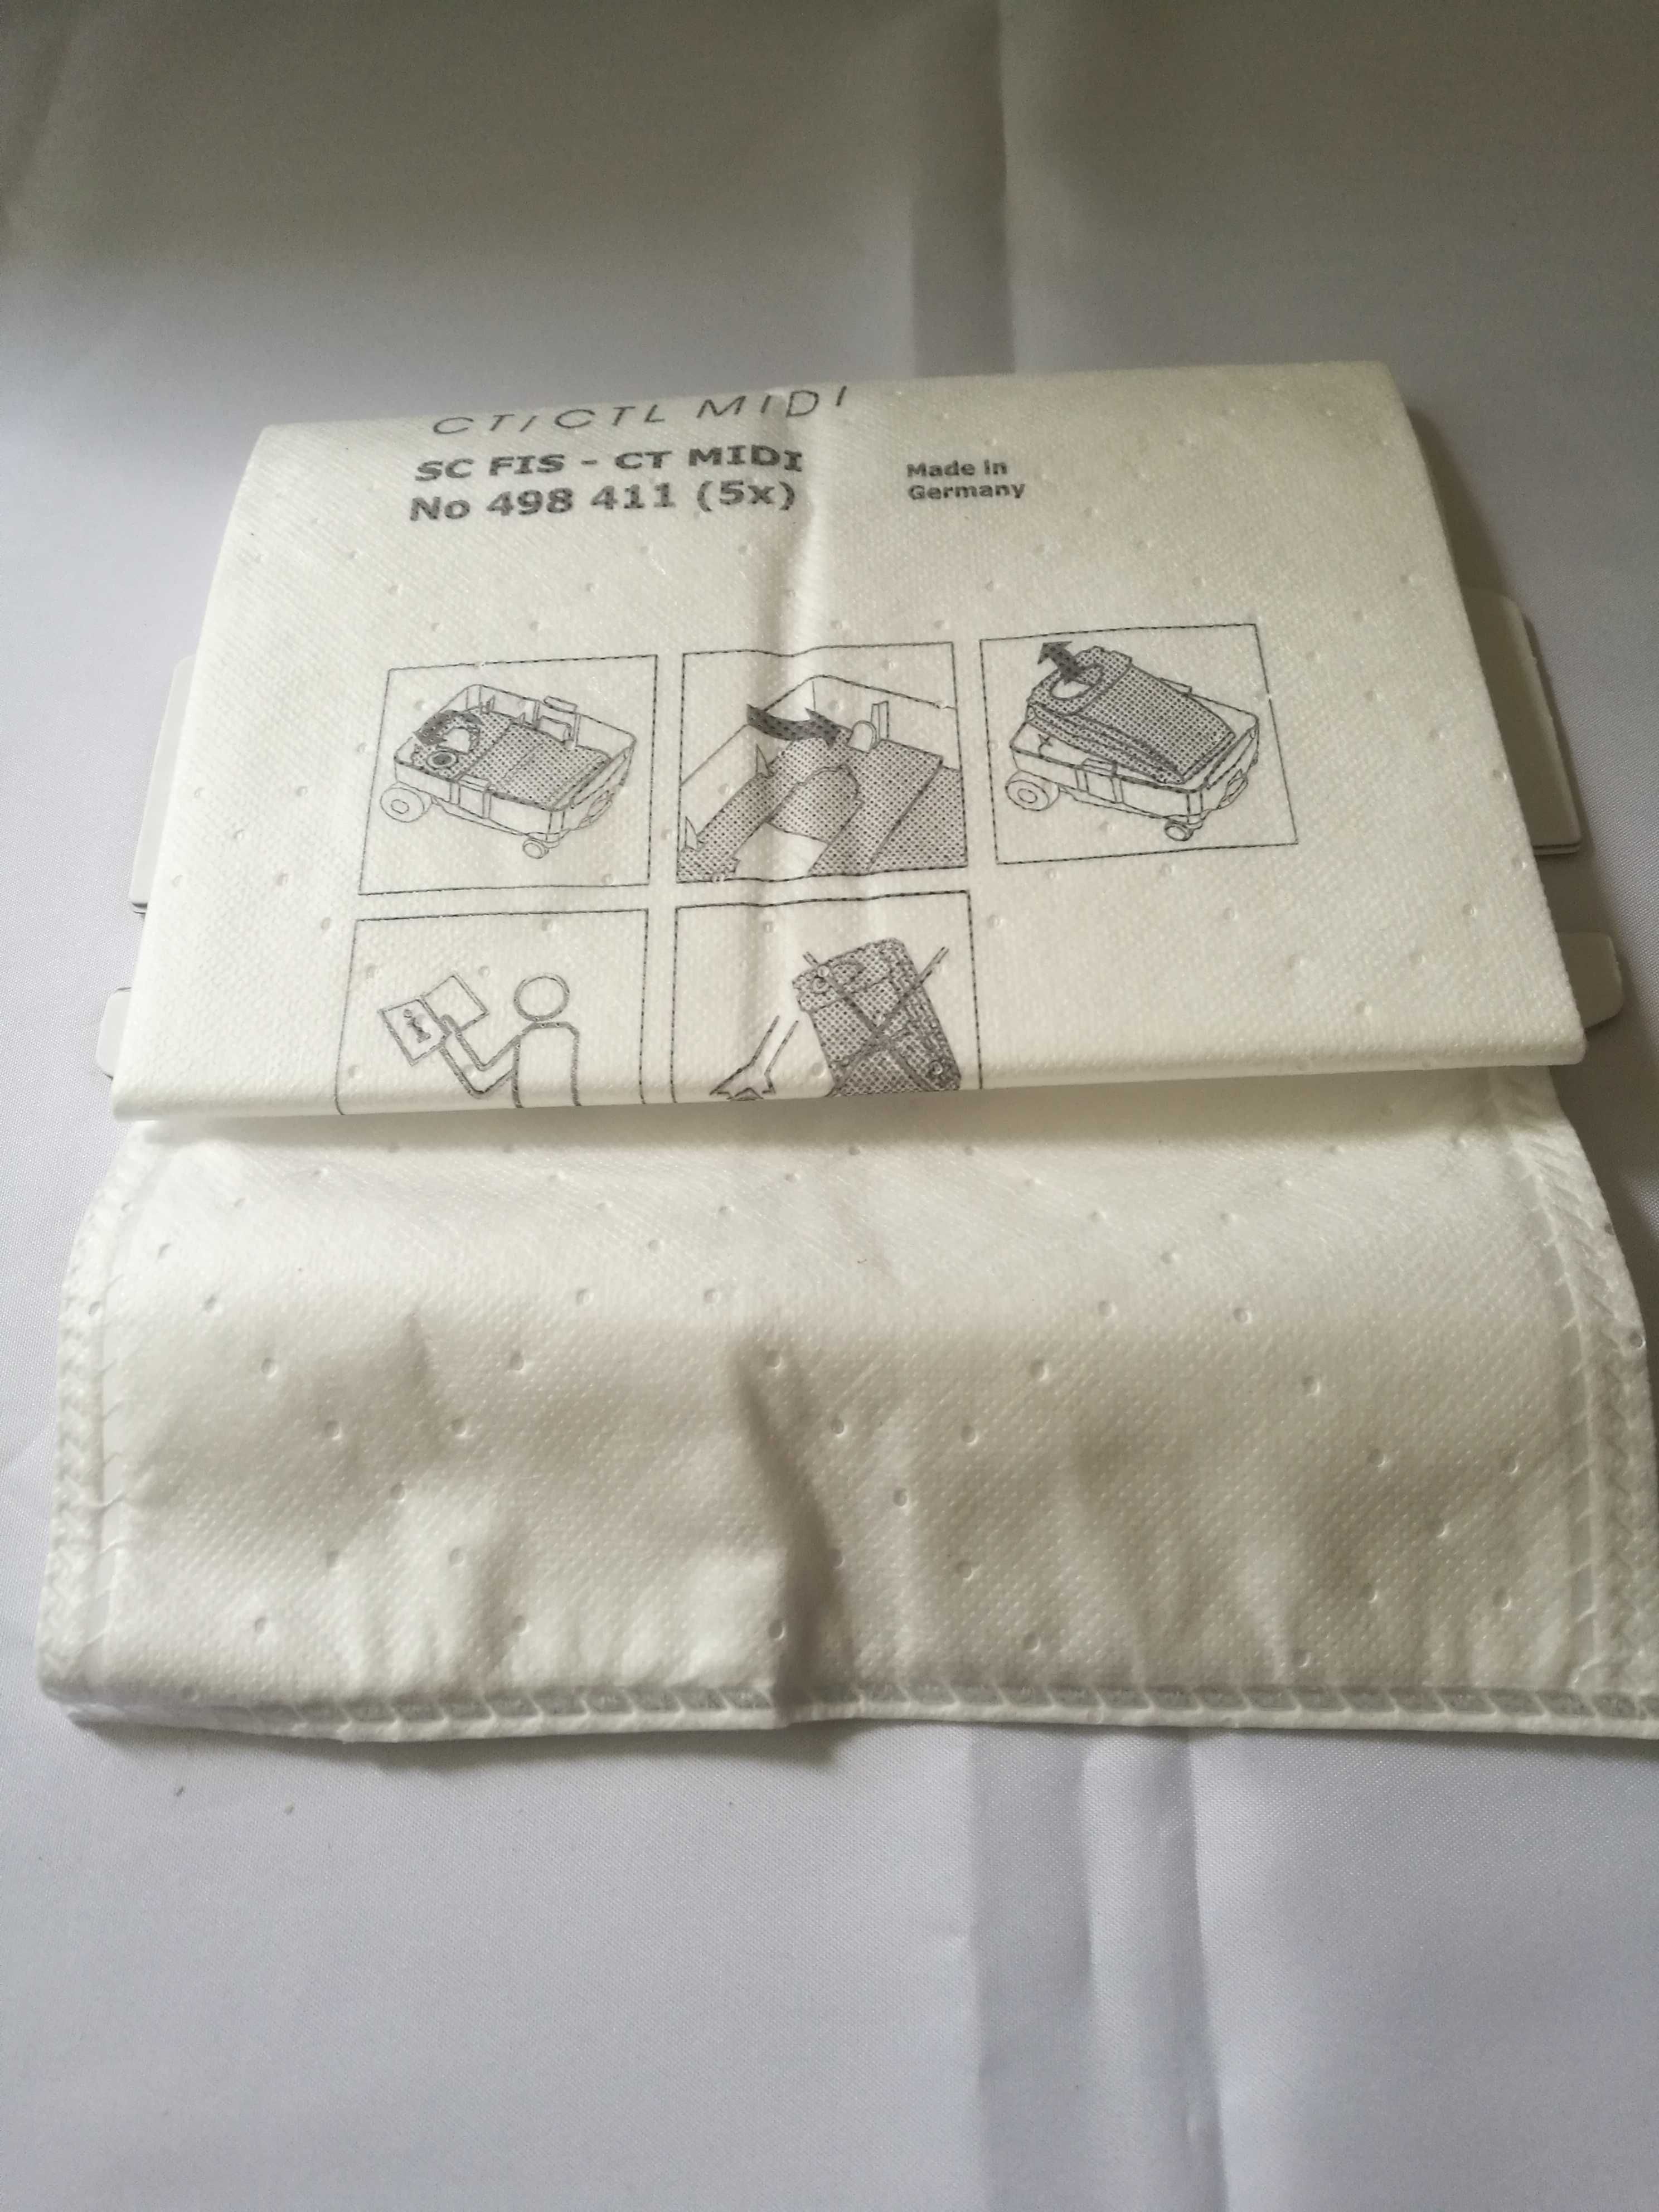 CT/CTL MIDI
SC FIS - CT MIDI
No 498 411 (5x)
Made in
Germany
i